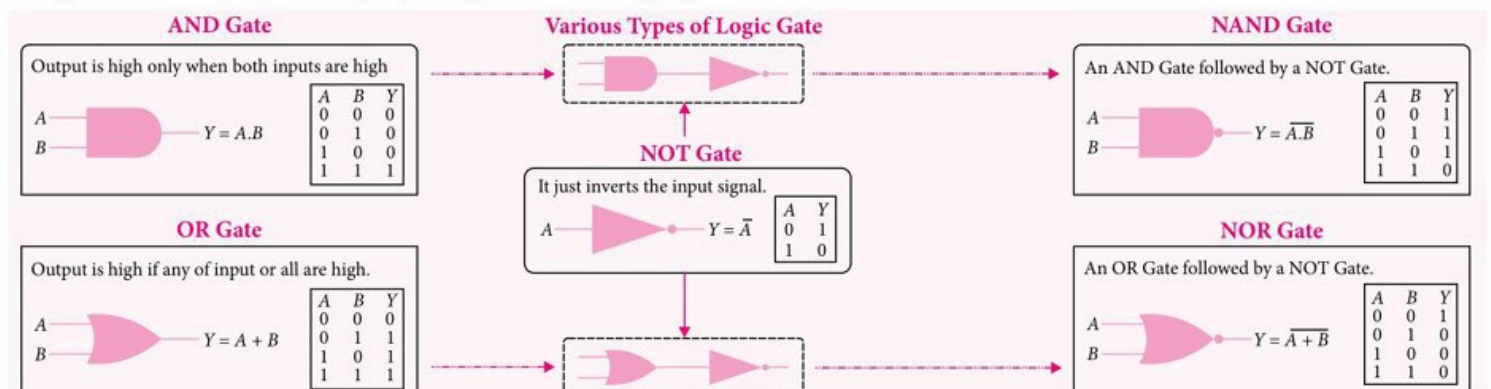 AND Gate
Output is high only when both inputs are high
A
B
Y = A.B
A B Y
0 0 0
0 1 0
1 0 0
1 1 1
OR Gate
Output is high if any of input or all are high.
A
B
Y = A + B
A B Y
0 0 0
0 1 1
1 0 1
1 1 1
Various Types of Logic Gate
NOT Gate
It just inverts the input signal.
A
Y = A̅
A Y
0 1
1 0
NAND Gate
An AND Gate followed by a NOT Gate.
A
B
Y = A̅.̅B̅
A B Y
0 0 1
0 1 1
1 0 1
1 1 0
NOR Gate
An OR Gate followed by a NOT Gate.
A
B
Y = A̅ ̅+̅ ̅B̅
A B Y
0 0 1
0 1 0
1 0 0
1 1 0